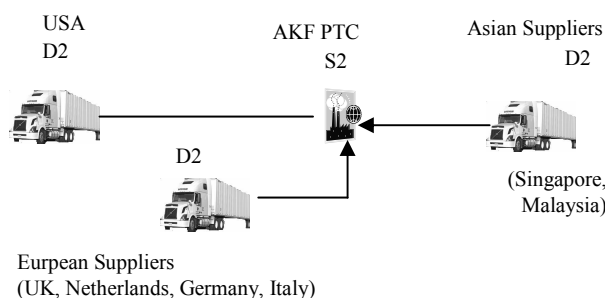 USA
D2
AKF PTC
S2
Asian Suppliers
D2
D2
(Singapore,
Malaysia)
Eurpean Suppliers
(UK, Netherlands, Germany, Italy)